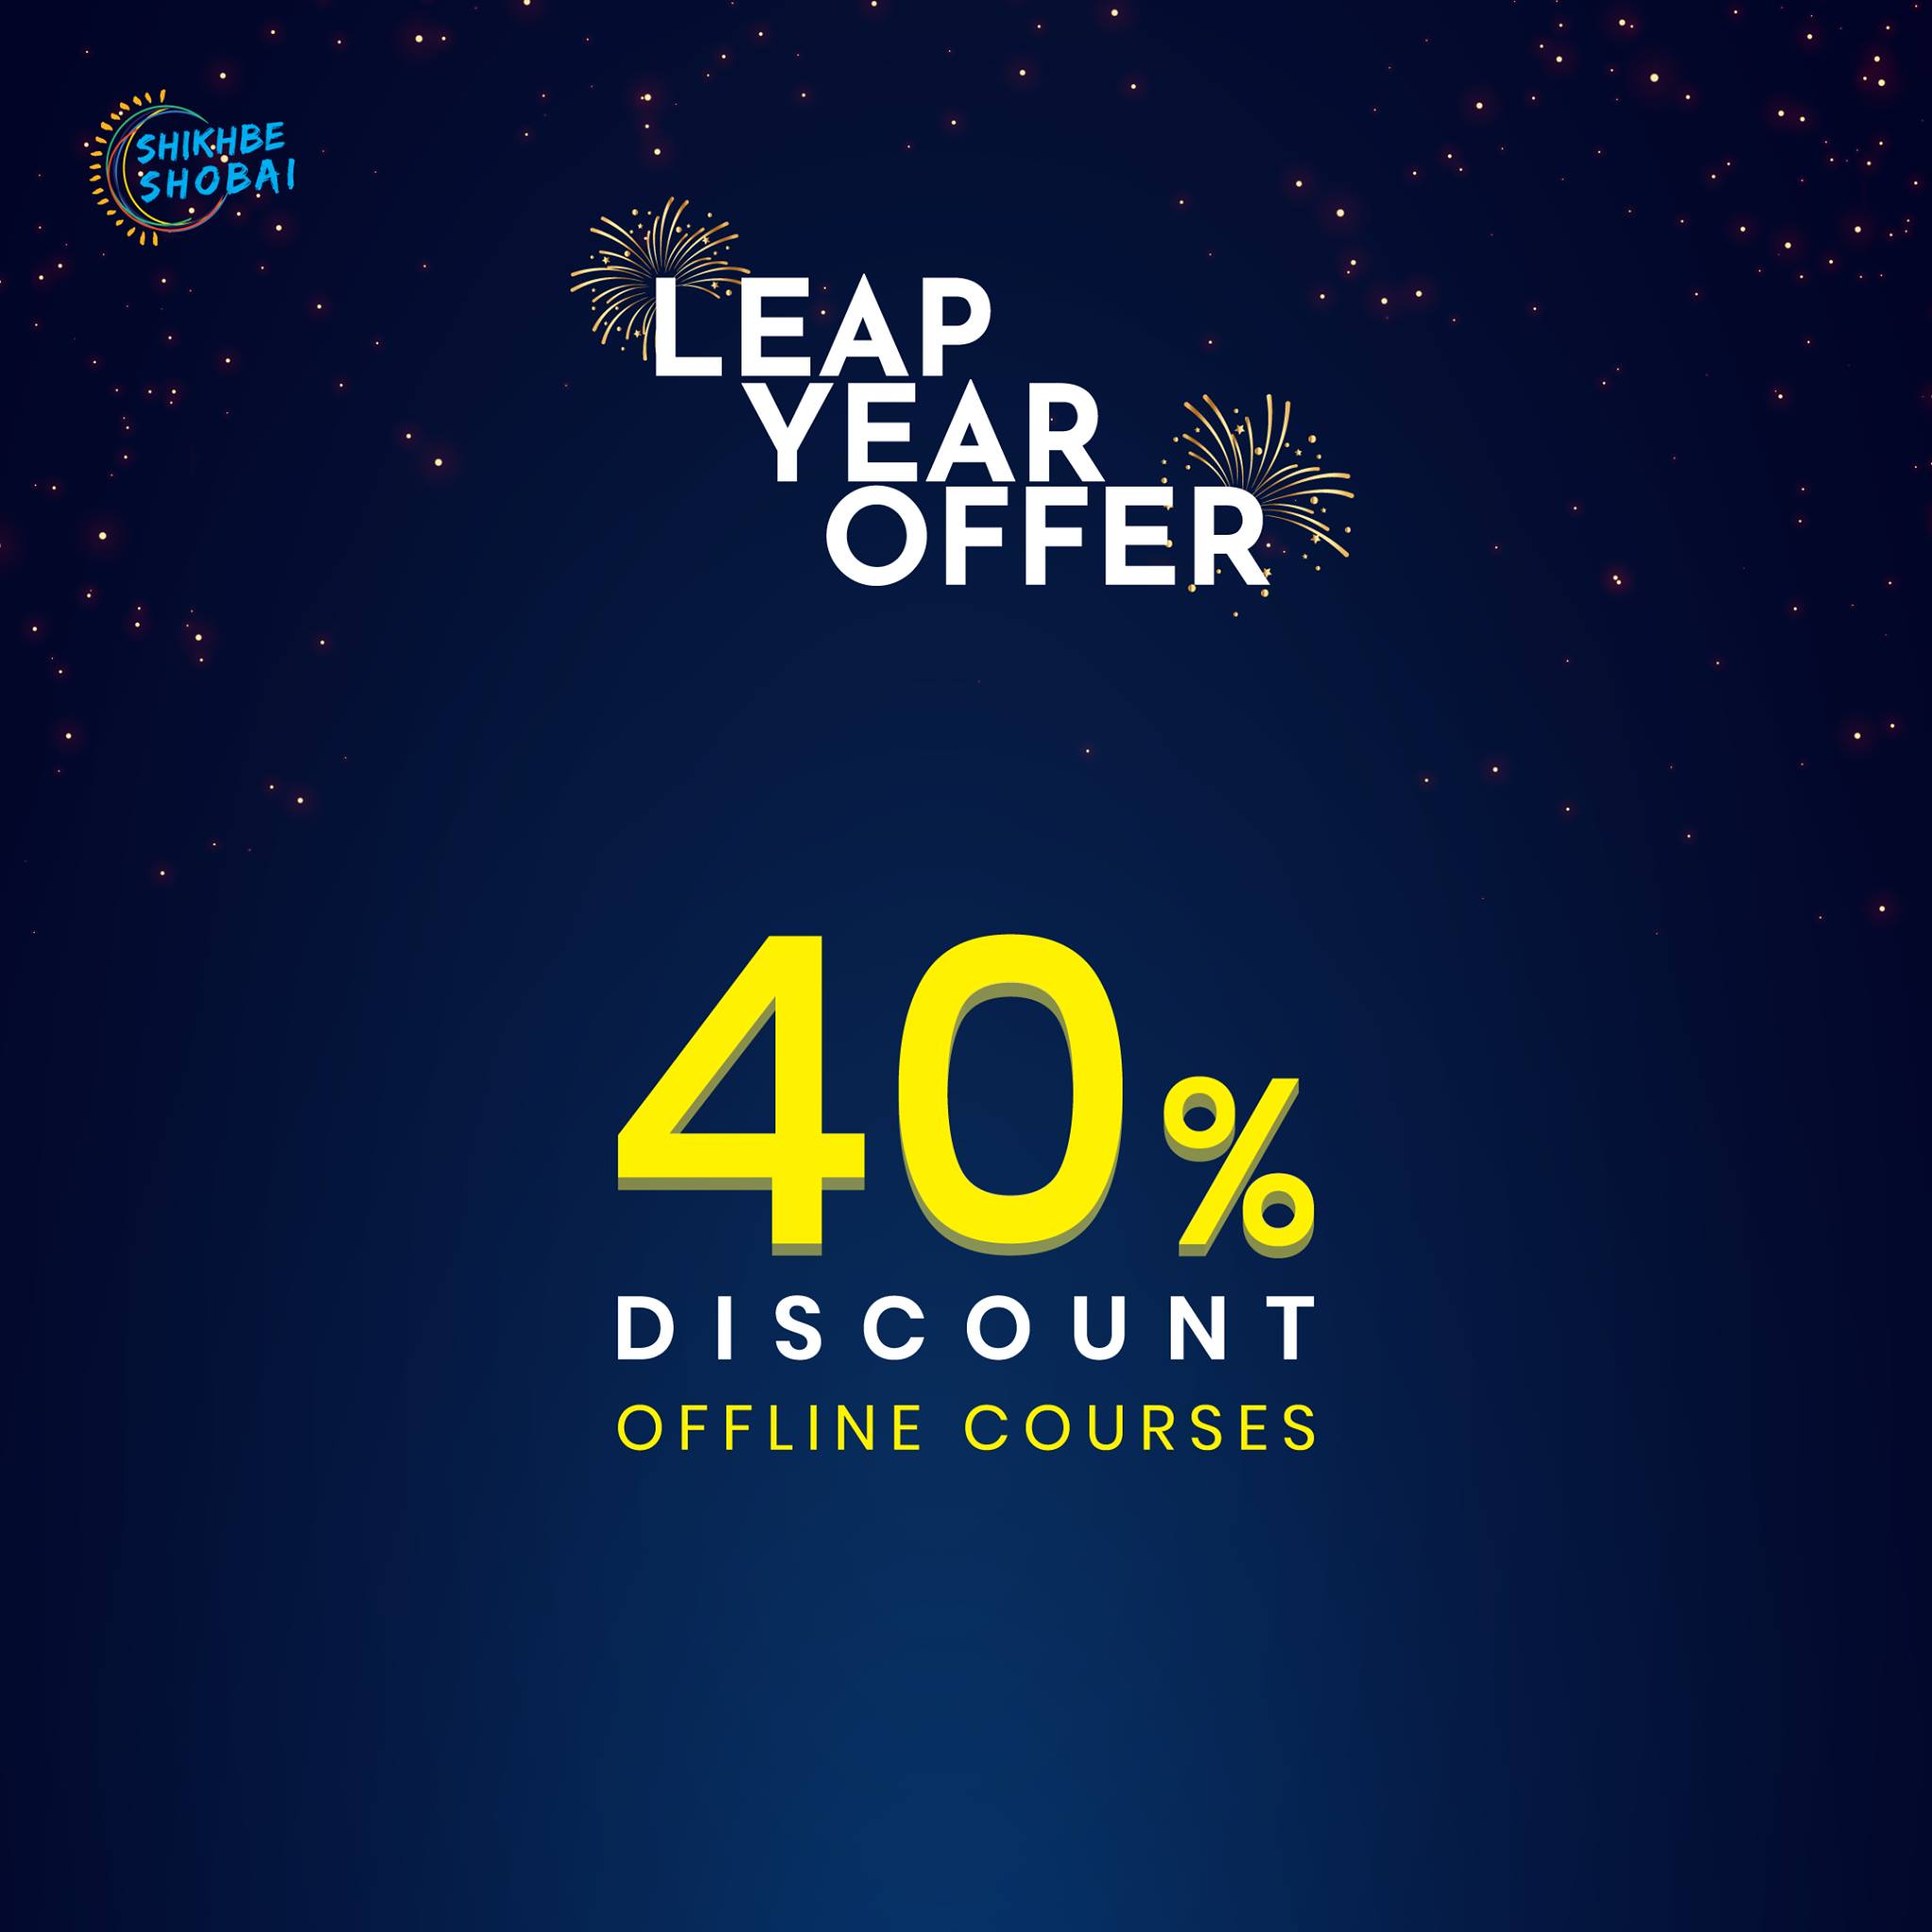 SHIKHBE
SHOBAI
LEAP
YEAR
OFFER
40%
DISCOUNT
OFFLINE COURSES